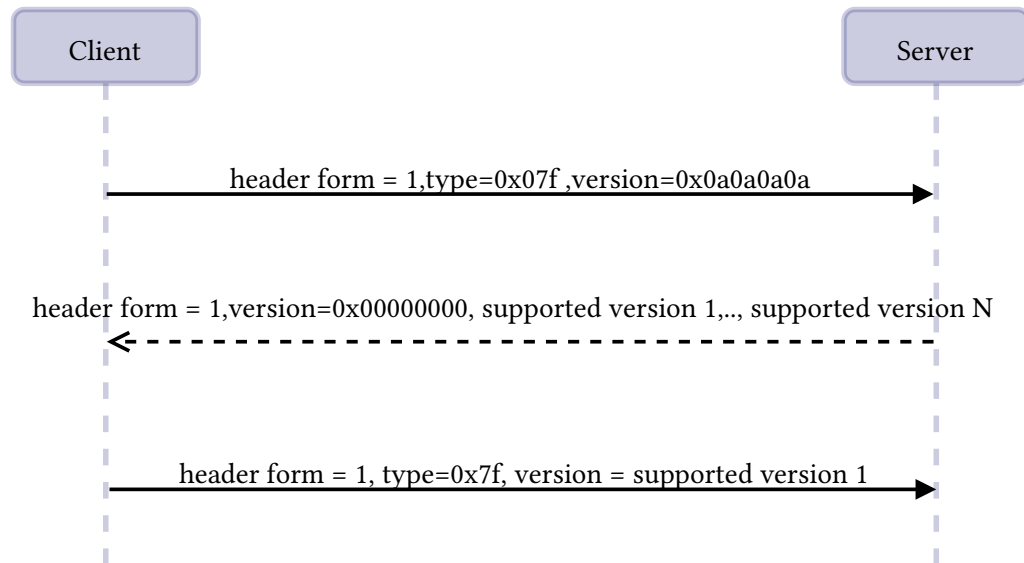 Client
Server
header form = 1,type=0x07f ,version=0x0a0a0a0a
header form = 1,version=0x00000000, supported version 1,.., supported version N
header form = 1, type=0x7f, version = supported version 1